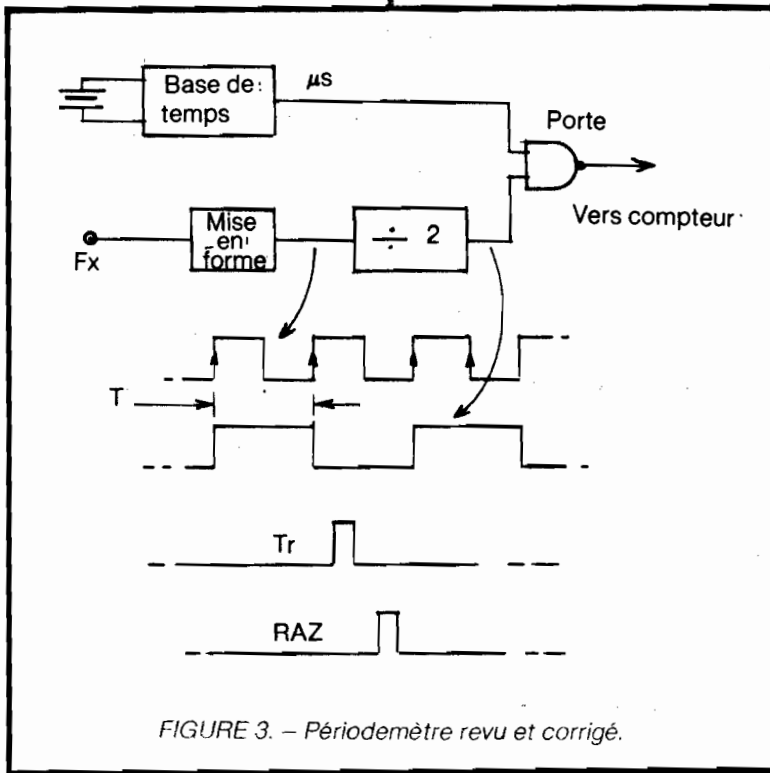 Base de
temps
µs
Porte
Vers compteur
Mise
en
forme
÷ 2
Fx
T
Tr
RAZ
FIGURE 3. – Périodemètre revu et corrigé.